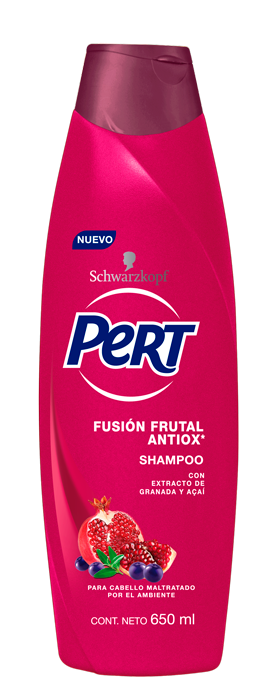 NUEVO
Schwarzkopf
PERT
FUSIÓN FRUTAL
ANTIOX*
SHAMPOO
CON
EXTRACTO DE
GRANADA Y AÇAÍ
PARA CABELLO MALTRATADO
POR EL AMBIENTE
CONT. NETO 650 ml